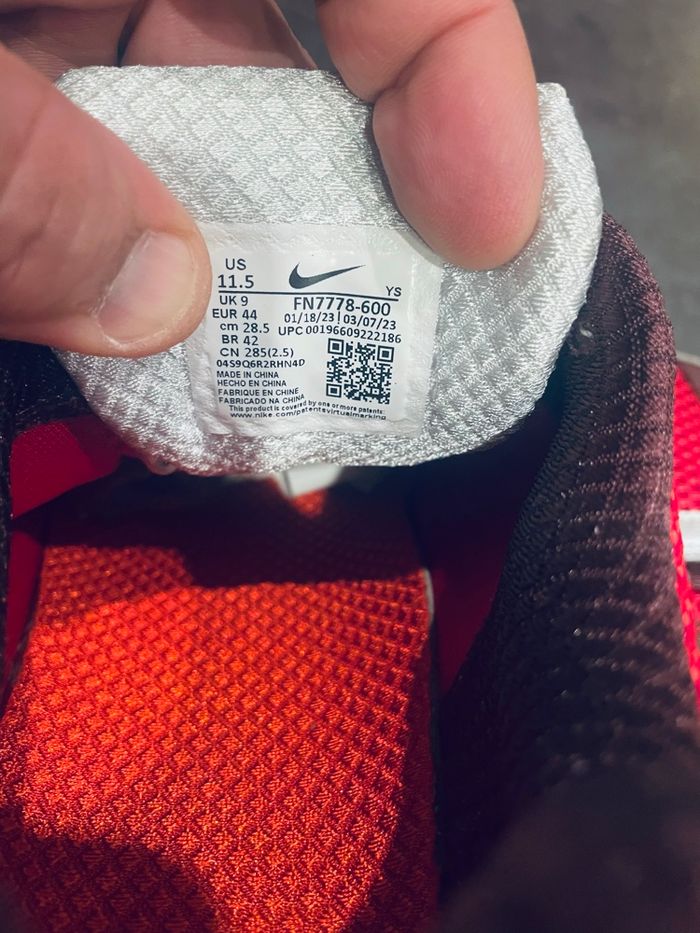 US
11.5
YS
UK 9
FN7778-600
EUR 44
01/18/23 | 03/07/23
cm 28.5
UPC 00196609222186
BR 42
CN 285(2.5)
04S9Q6R2RHN4D
MADE IN CHINA
HECHO EN CHINA
FABRIQUE EN CHINE
FABRICADO NA CHINA
This product is covered by one or more patents:
www.nike.com/patentsvirtualmarking